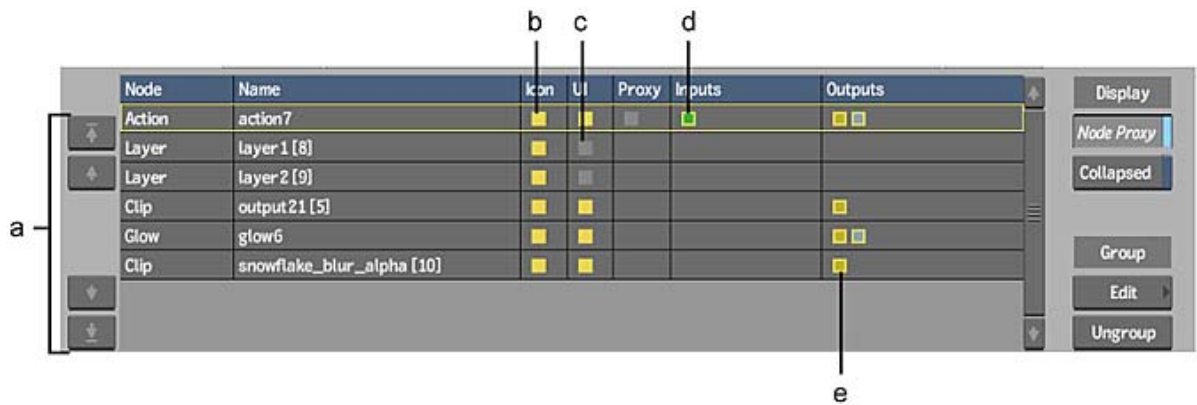 b c d
Node Name Icon UI Proxy Inputs Outputs Display
Action action7
Node Proxy
Layer layer1 [8]
Layer layer2 [9] Collapsed
a
Clip output21 [5]
Glow glow6
Clip snowflake_blur_alpha [10] Group
Edit
Ungroup
e